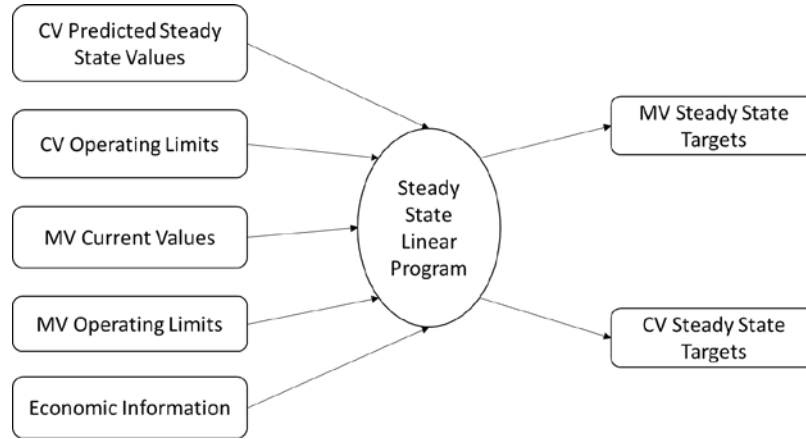 CV Predicted Steady
State Values
CV Operating Limits
MV Current Values
MV Operating Limits
Economic Information
Steady
State
Linear
Program
MV Steady State
Targets
CV Steady State
Targets